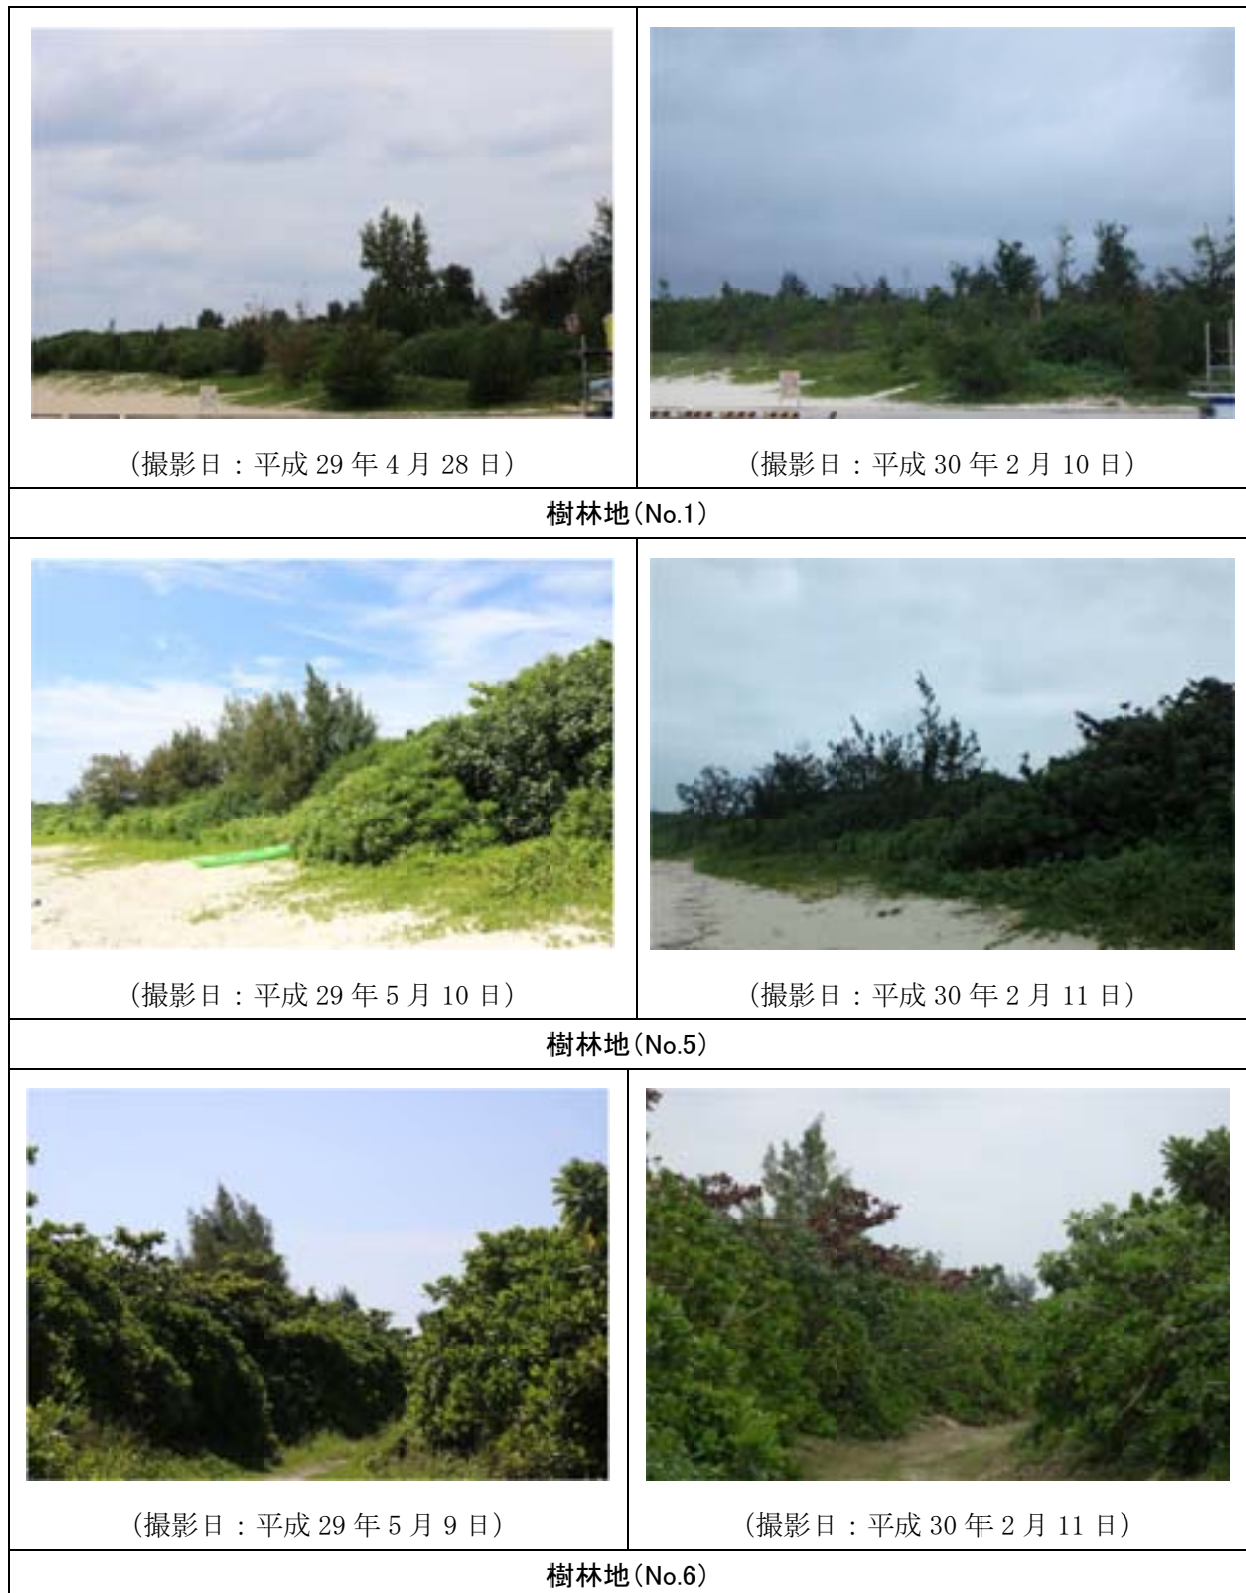 (撮影日:平成 29 年 4 月 28 日)
(撮影日:平成 30 年 2 月 10 日)
樹林地(No.1)
(撮影日:平成 29 年 5 月 10 日)
(撮影日:平成 30 年 2 月 11 日)
樹林地(No.5)
(撮影日:平成 29 年 5 月 9 日)
(撮影日:平成 30 年 2 月 11 日)
樹林地(No.6)